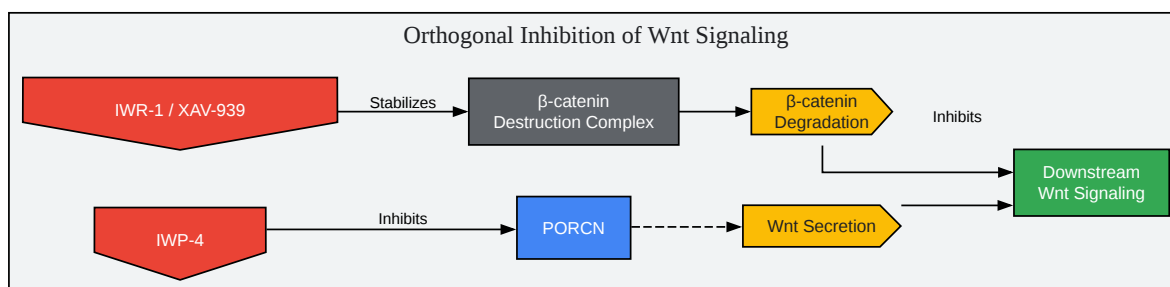 Orthogonal Inhibition of Wnt Signaling
IWR-1 / XAV-939
Stabilizes
β-catenin
Destruction Complex
β-catenin
Degradation
Inhibits
Downstream
Wnt Signaling
IWP-4
Inhibits
PORCN
Wnt Secretion